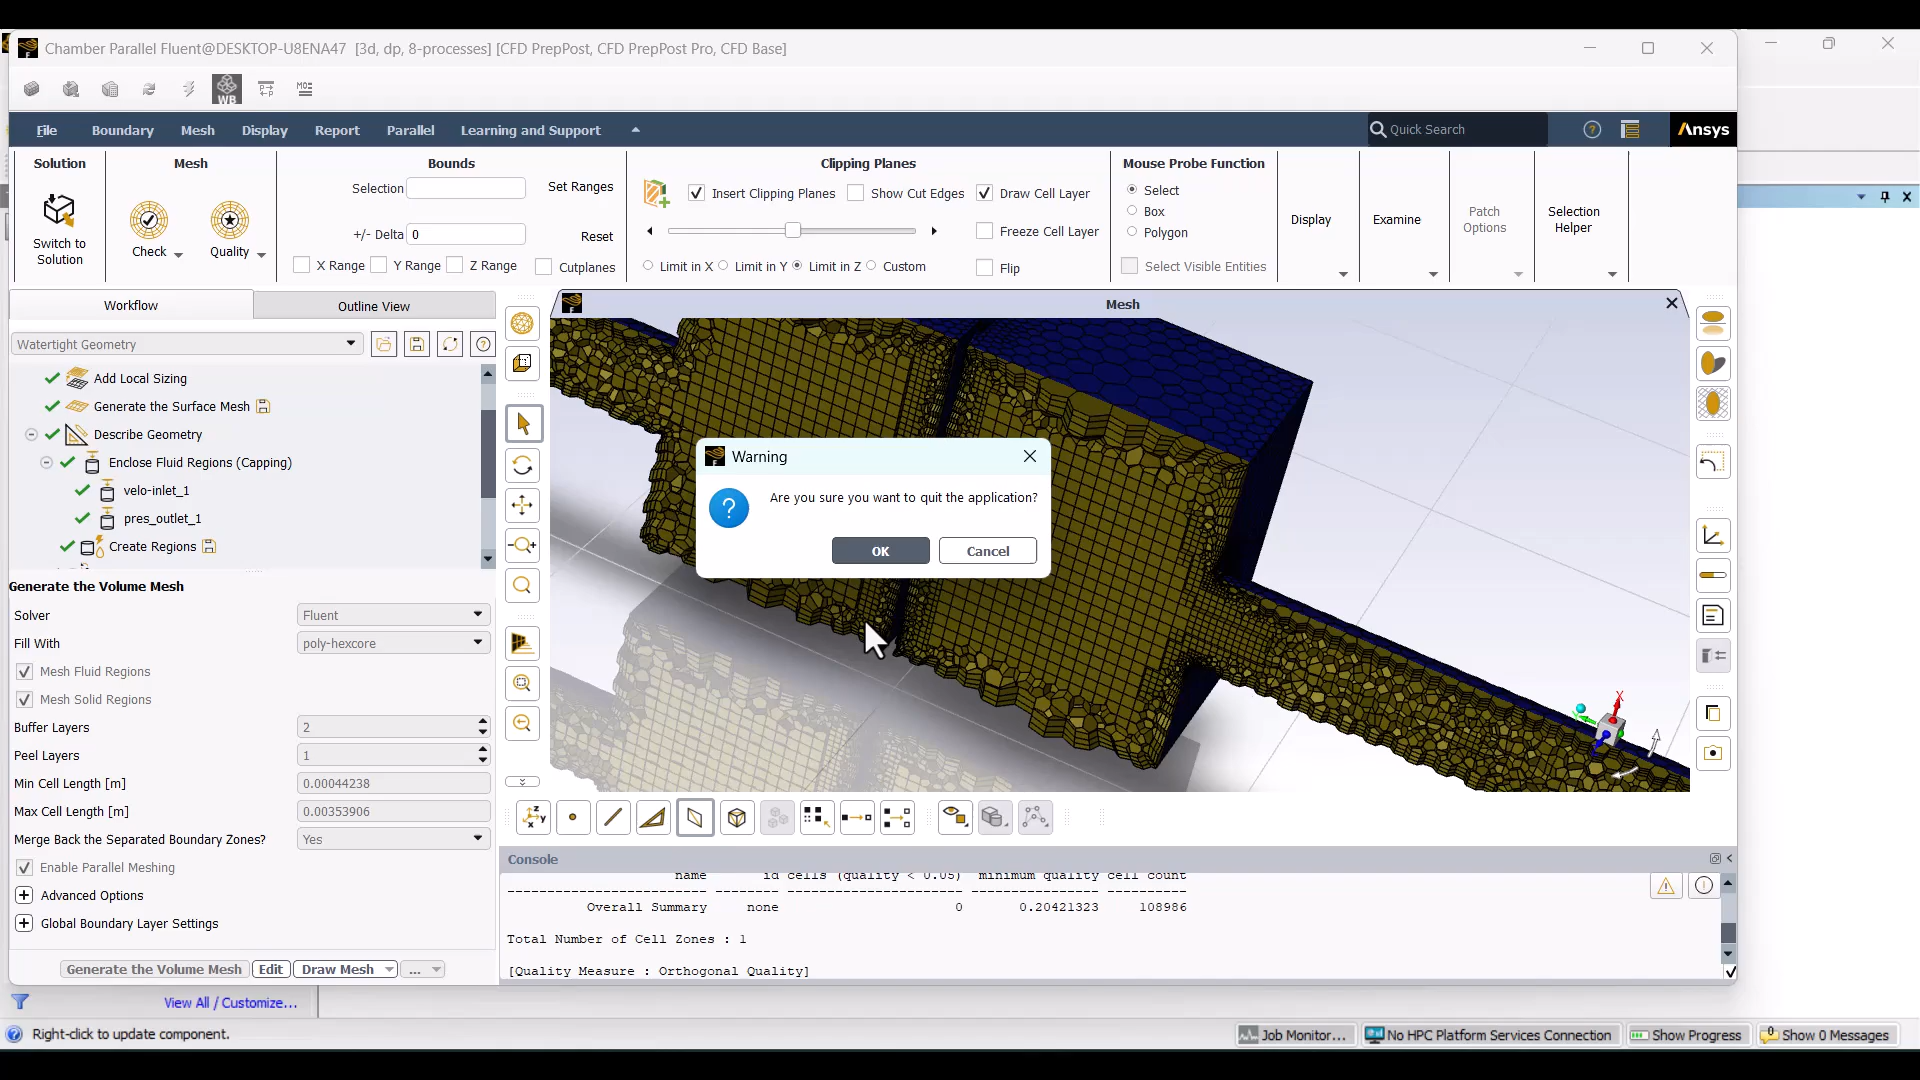 Chamber Parallel Fluent@DESKTOP-U8ENA47 [3d, dp, 8-processes] [CFD PrepPost, CFD PrepPost Pro, CFD Base]
WB
File Boundary Mesh Display Report Parallel Learning and Support Quick Search Ansys
Solution Mesh Bounds Clipping Planes Mouse Probe Function
Selection Set Ranges Insert Clipping Planes Show Cut Edges Draw Cell Layer Select
Box
Switch to Solution Check Quality +/- Delta 0 Reset Freeze Cell Layer Polygon Display Examine Patch Options Selection Helper
X Range Y Range Z Range Cutplanes Limit in X Limit in Y Limit in Z Custom Flip Select Visible Entities
Workflow Outline View Mesh
Watertight Geometry
Add Local Sizing
Generate the Surface Mesh
Describe Geometry
Enclose Fluid Regions (Capping)
velo-inlet_1
pres_outlet_1
Create Regions
Warning
Are you sure you want to quit the application?
OK Cancel
Generate the Volume Mesh
Solver Fluent
Fill With poly-hexcore
Mesh Fluid Regions
Mesh Solid Regions
Buffer Layers 2
Peel Layers 1
Min Cell Length [m] 0.00044238
Max Cell Length [m] 0.00353906
Merge Back the Separated Boundary Zones? Yes
Enable Parallel Meshing
Advanced Options
Global Boundary Layer Settings
Generate the Volume Mesh Edit Draw Mesh ...
X
Console
name id cells (quality < 0.05) minimum quality cell count
Overall Summary none 0 0.20421323 108986
Total Number of Cell Zones : 1
[Quality Measure : Orthogonal Quality]
View All / Customize...
Right-click to update component. Job Monitor... No HPC Platform Services Connection Show Progress Show 0 Messages